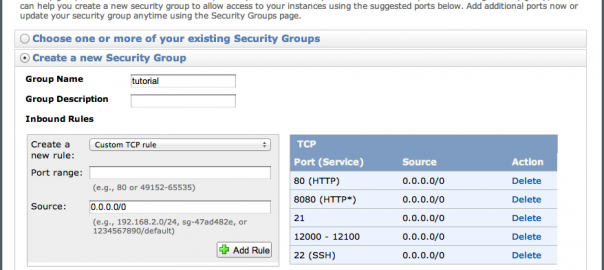 can help you create a new security group to allow access to your instances using the suggested ports below. Add additional ports now or
update your security group anytime using the Security Groups page.
Choose one or more of your existing Security Groups
Create a new Security Group
Group Name
tutorial
Group Description
Inbound Rules
Create a new rule:
Custom TCP rule
Port range:
(e.g., 80 or 49152-65535)
Source:
0.0.0.0/0
(e.g., 192.168.2.0/24, sg-47ad482e, or
1234567890/default)
Add Rule
TCP
Port (Service) Source Action
80 (HTTP) 0.0.0.0/0 Delete
8080 (HTTP*) 0.0.0.0/0 Delete
21 0.0.0.0/0 Delete
12000 - 12100 0.0.0.0/0 Delete
22 (SSH) 0.0.0.0/0 Delete